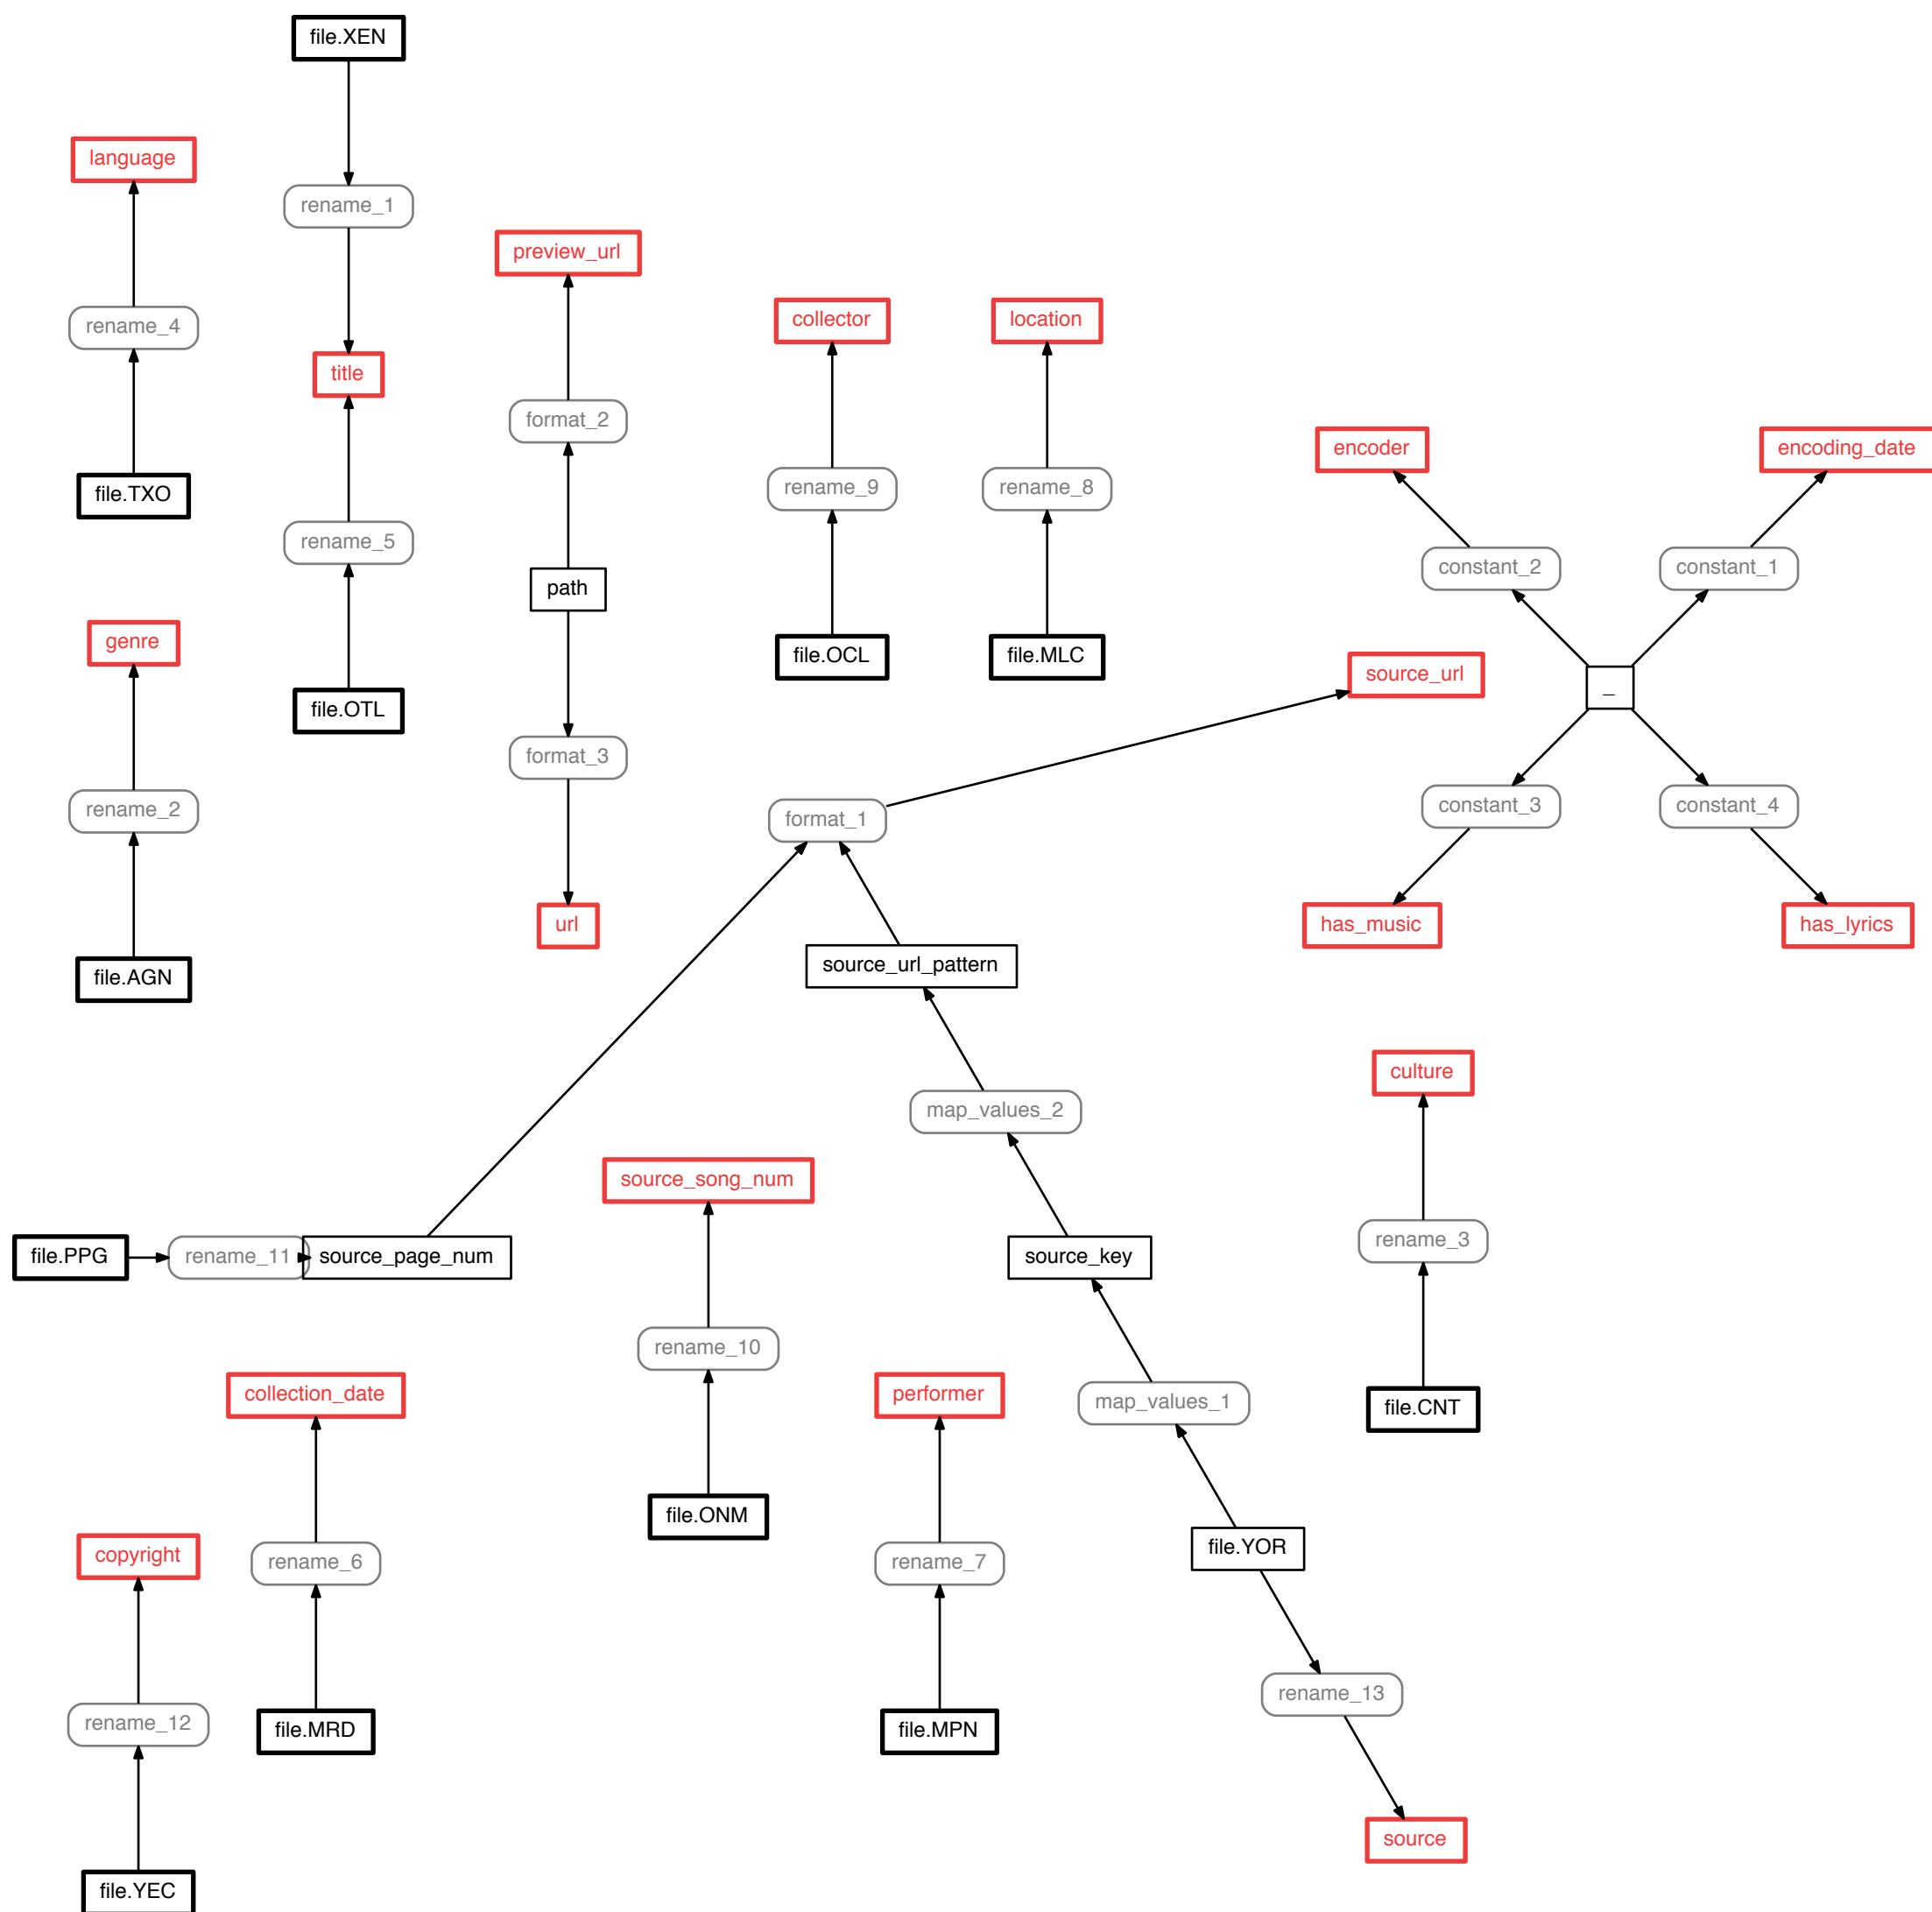 file.XEN
language
rename_1
preview_url
collector
location
rename_4
title
format_2
encoder
encoding_date
file.TXO
rename_5
rename_9
rename_8
constant_2
constant_1
path
genre
file.OCL
file.MLC
source_url
_
file.OTL
format_3
rename_2
format_1
constant_3
constant_4
url
has_music
has_lyrics
file.AGN
source_url_pattern
culture
map_values_2
source_song_num
file.PPG
rename_11
source_page_num
source_key
rename_3
rename_10
collection_date
performer
map_values_1
file.CNT
file.ONM
copyright
rename_6
rename_7
file.YOR
rename_12
file.MRD
file.MPN
rename_13
source
file.YEC